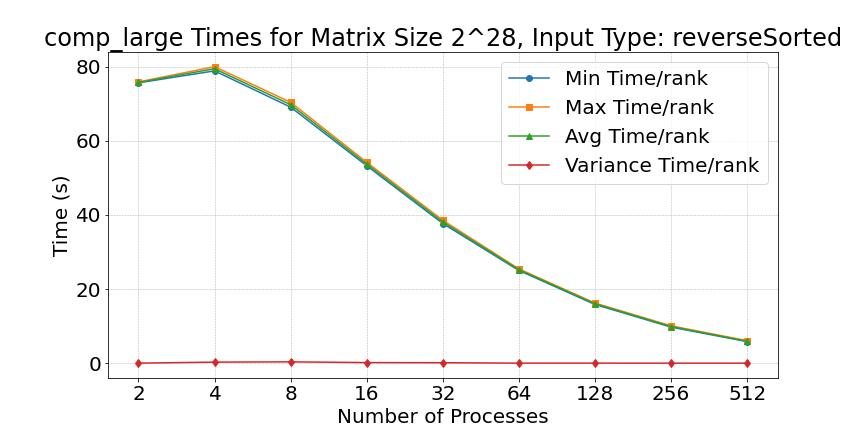 comp_large Times for Matrix Size 2^28, Input Type: reverseSorted
Min Time/rank
Max Time/rank
Avg Time/rank
Variance Time/rank
Time (s)
80
60
40
20
0
2 4 8 16 32 64 128 256 512
Number of Processes